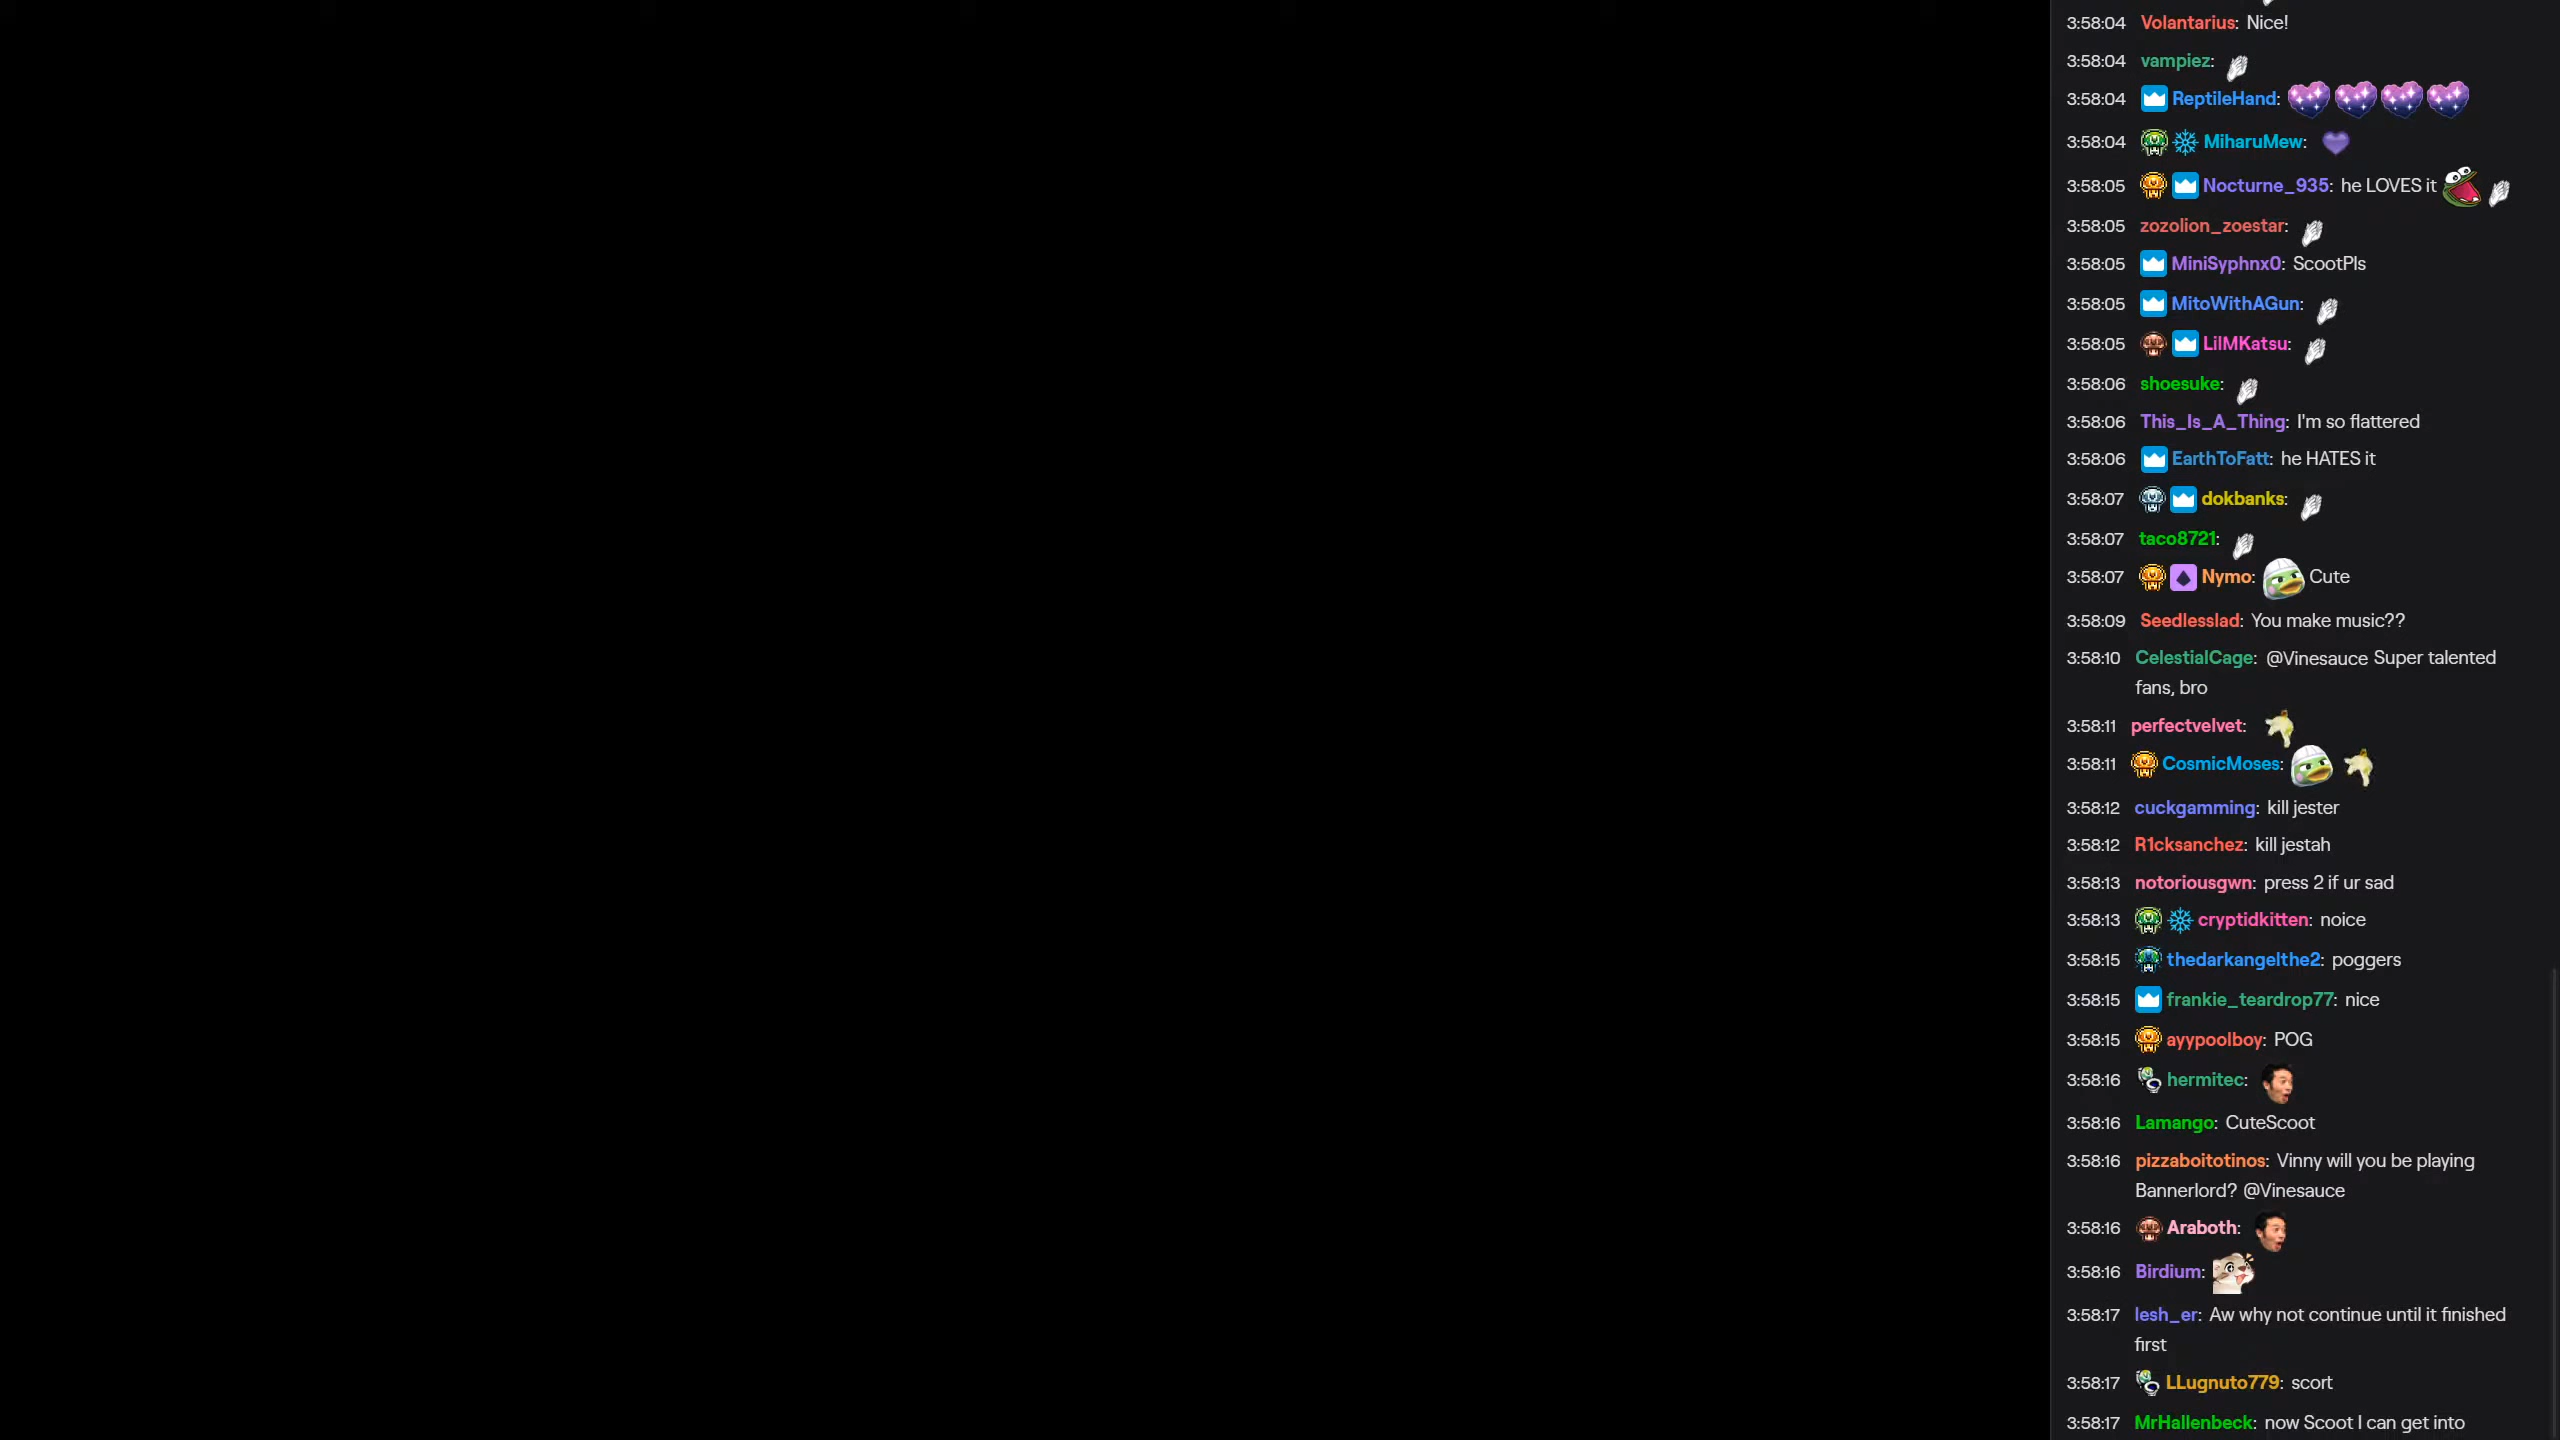 3:58:04 Volantarius: Nice!
3:58:04 vampiez:
3:58:04 ReptileHand:
3:58:04 MiharuMew:
3:58:05 Nocturne_935: he LOVES it
3:58:05 zozolion_zoestar:
3:58:05 MiniSyphnx0: ScootPls
3:58:05 MitoWithAGun:
3:58:05 LilMKatsu:
3:58:06 shoesuke:
3:58:06 This_Is_A_Thing: I'm so flattered
3:58:06 EarthToFatt: he HATES it
3:58:07 dokbanks:
3:58:07 taco8721:
3:58:07 Nymo: Cute
3:58:09 Seedlesslad: You make music??
3:58:10 CelestialCage: @Vinesauce Super talented
fans, bro
3:58:11 perfectvelvet:
3:58:11 CosmicMoses:
3:58:12 cuckgamming: kill jester
3:58:12 R1cksanchez: kill jestah
3:58:13 notoriousgwn: press 2 if ur sad
3:58:13 cryptidkitten: noice
3:58:15 thedarkangelthe2: poggers
3:58:15 frankie_teardrop77: nice
3:58:15 ayypoolboy: POG
3:58:16 hermitec:
3:58:16 Lamango: CuteScoot
3:58:16 pizzaboitotinos: Vinny will you be playing
Bannerlord? @Vinesauce
3:58:16 Araboth:
3:58:16 Birdium:
3:58:17 lesh_er: Aw why not continue until it finished
first
3:58:17 LLugnuto779: scort
3:58:17 MrHallenbeck: now Scoot I can get into